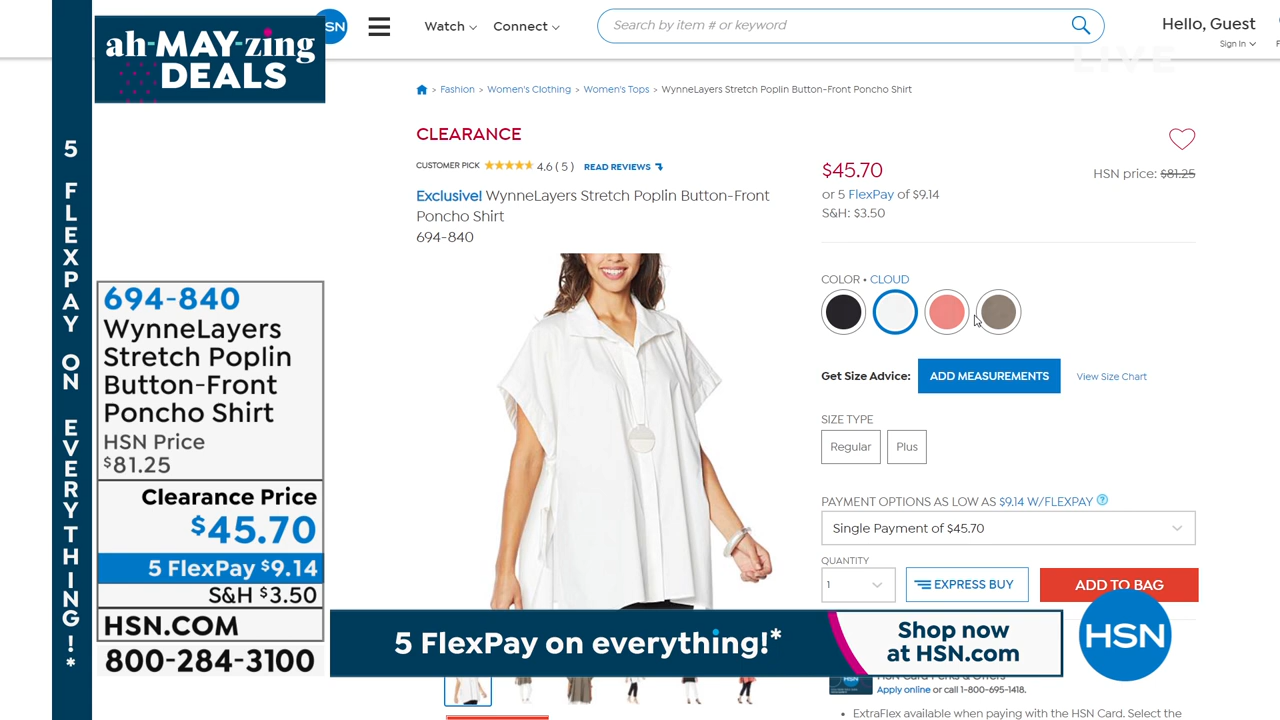 ah-MAY-zing
DEALS
SN
Watch
Connect
Search by item # or keyword
Hello, Guest
Sign In
LIVE
5 FLEXPAY ON EVERYTHING!*
> Fashion > Women's Clothing > Women's Tops > WynneLayers Stretch Poplin Button-Front Poncho Shirt
CLEARANCE
CUSTOMER PICK 4.6 ( 5 ) READ REVIEWS
Exclusive! WynneLayers Stretch Poplin Button-Front
Poncho Shirt
694-840
$45.70
HSN price: $81.25
or 5 FlexPay of $9.14
S&H: $3.50
COLOR • CLOUD
Get Size Advice: ADD MEASUREMENTS View Size Chart
SIZE TYPE
Regular Plus
PAYMENT OPTIONS AS LOW AS $9.14 W/FLEXPAY ?
Single Payment of $45.70
QUANTITY
1
EXPRESS BUY
ADD TO BAG
694-840
WynneLayers
Stretch Poplin
Button-Front
Poncho Shirt
HSN Price
$81.25
Clearance Price
$45.70
5 FlexPay $9.14
S&H $3.50
HSN.COM
800-284-3100
5 FlexPay on everything!*
Shop now
at HSN.com
HSN
Apply online or call 1-800-695-1418.
• ExtraFlex available when paying with the HSN Card. Select the